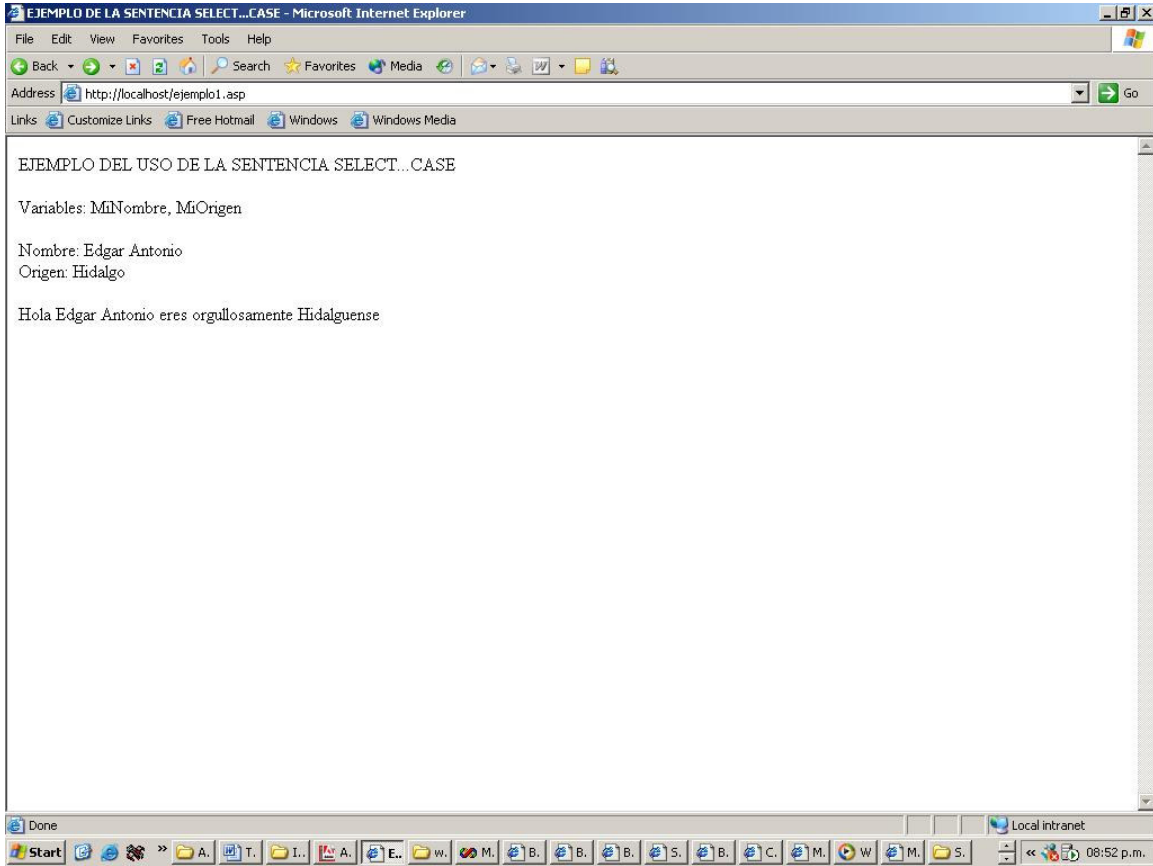 EJEMPLO DE LA SENTENCIA SELECT...CASE - Microsoft Internet Explorer
File Edit View Favorites Tools Help
Back Search Favorites Media
Address http://localhost/ejemplo1.asp Go
Links Customize Links Free Hotmail Windows Windows Media
EJEMPLO DEL USO DE LA SENTENCIA SELECT...CASE
Variables: MiNombre, MiOrigen
Nombre: Edgar Antonio
Origen: Hidalgo
Hola Edgar Antonio eres orgullosamente Hidalguense
Done Local intranet
Start » A. T. I.. A. E.. w. M. B. B. B. S. B. C. M. W M. S. « 08:52 p.m.